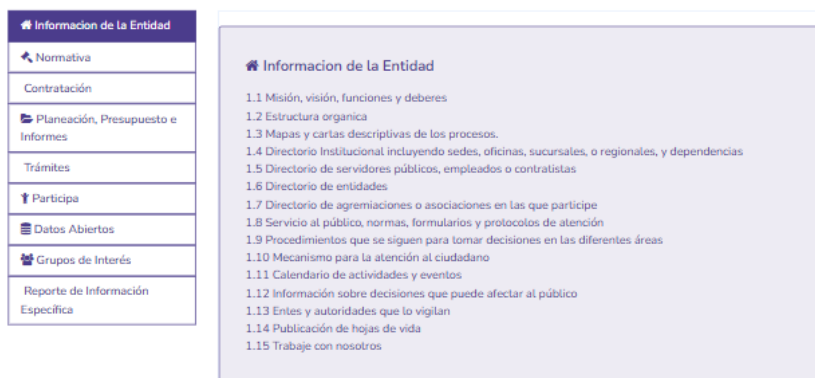 Informacion de la Entidad
Normativa
Contratación
Planeación, Presupuesto e
Informes
Trámites
Participa
Datos Abiertos
Grupos de Interés
Reporte de Información
Específica
Informacion de la Entidad
1.1 Misión, visión, funciones y deberes
1.2 Estructura organica
1.3 Mapas y cartas descriptivas de los procesos.
1.4 Directorio Institucional incluyendo sedes, oficinas, sucursales, o regionales, y dependencias
1.5 Directorio de servidores públicos, empleados o contratistas
1.6 Directorio de entidades
1.7 Directorio de agremiaciones o asociaciones en las que participe
1.8 Servicio al público, normas, formularios y protocolos de atención
1.9 Procedimientos que se siguen para tomar decisiones en las diferentes áreas
1.10 Mecanismo para la atención al ciudadano
1.11 Calendario de actividades y eventos
1.12 Información sobre decisiones que puede afectar al público
1.13 Entes y autoridades que lo vigilan
1.14 Publicación de hojas de vida
1.15 Trabaje con nosotros